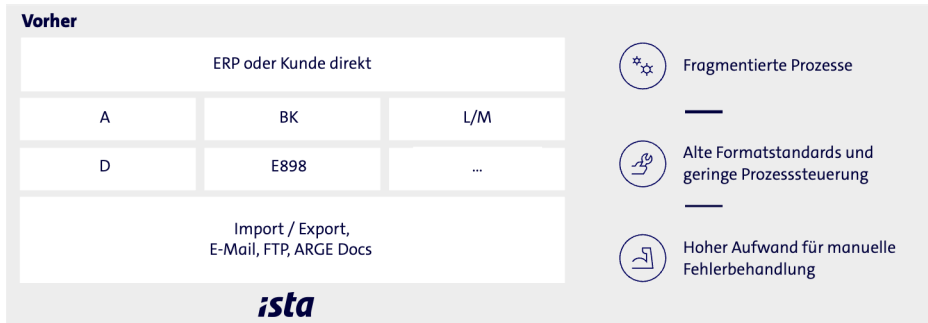 Vorher
ERP oder Kunde direkt
A
BK
L/M
D
E898
...
Import / Export,
E-Mail, FTP, ARGE Docs
ista
Fragmentierte Prozesse
Alte Formatstandards und
geringe Prozesssteuerung
Hoher Aufwand für manuelle
Fehlerbehandlung